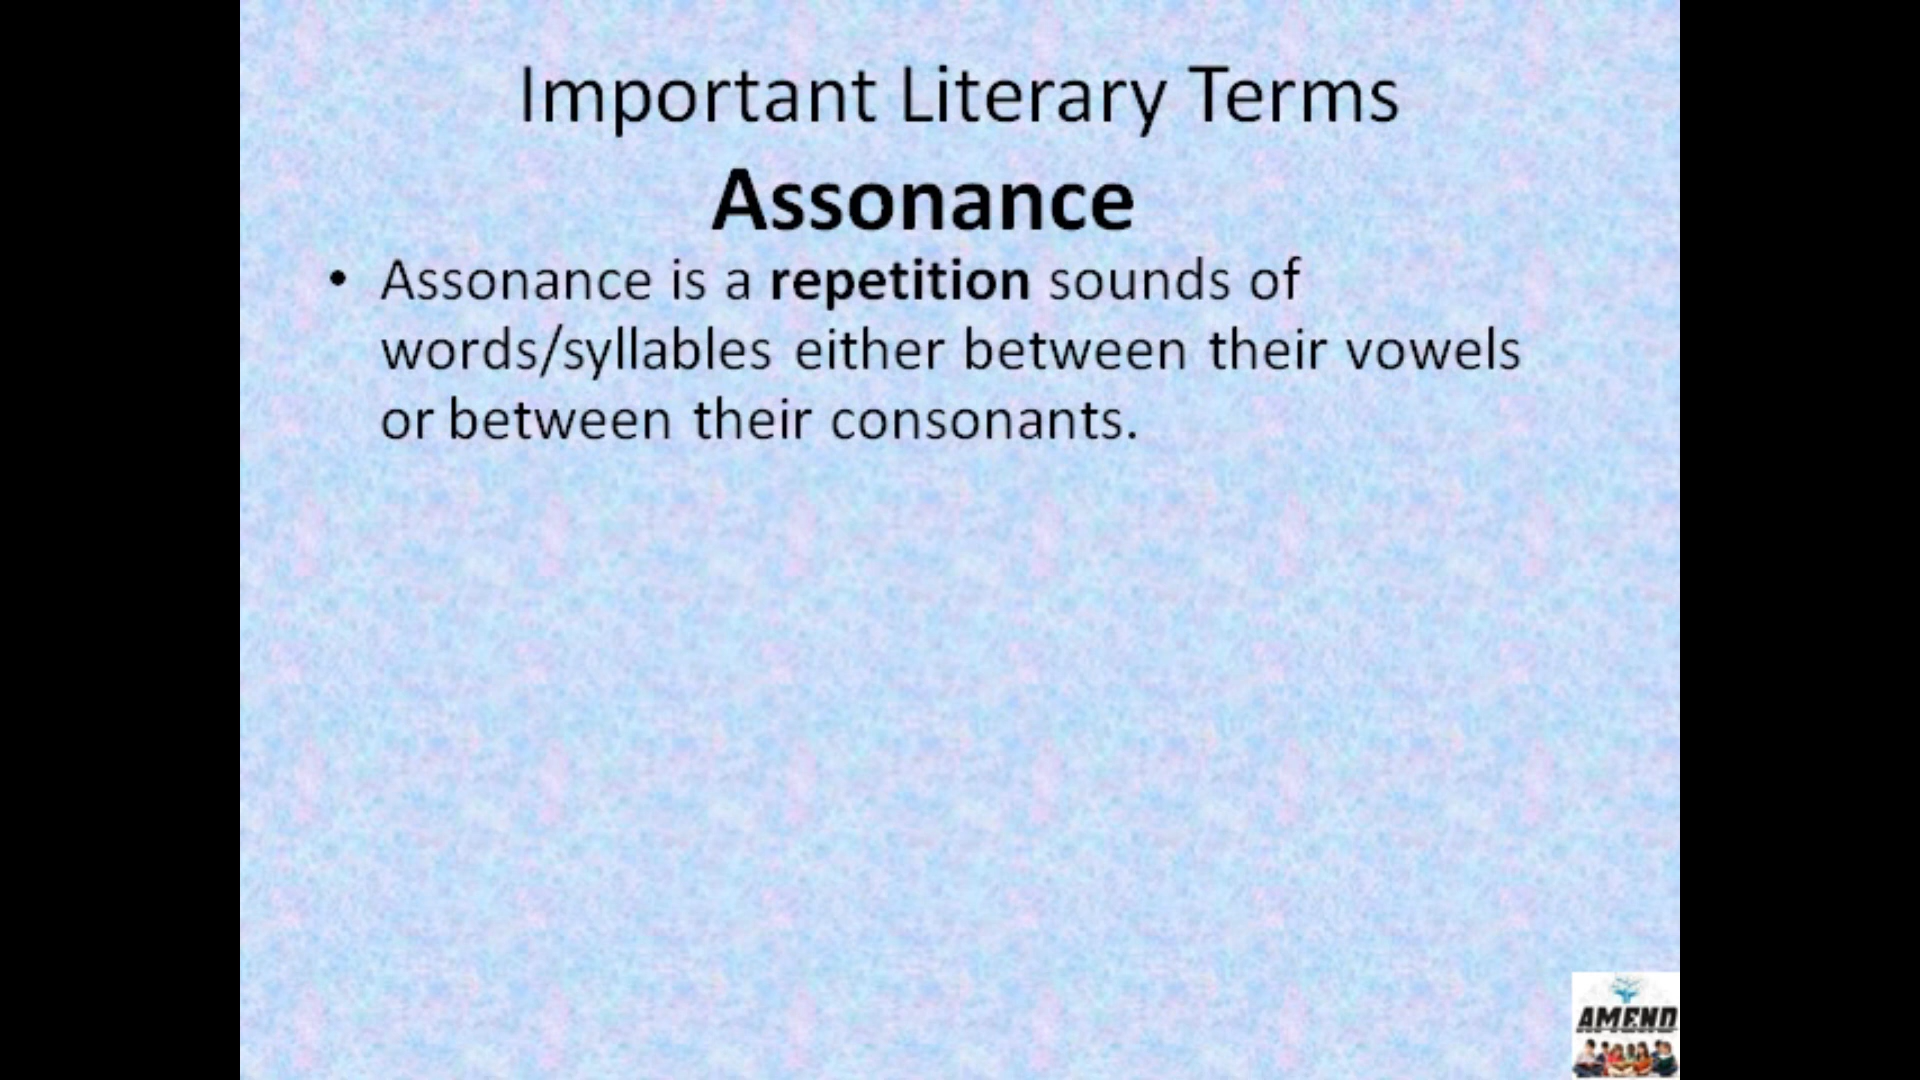 Important Literary Terms
Assonance
• Assonance is a repetition sounds of
words/syllables either between their vowels
or between their consonants.
AMEND